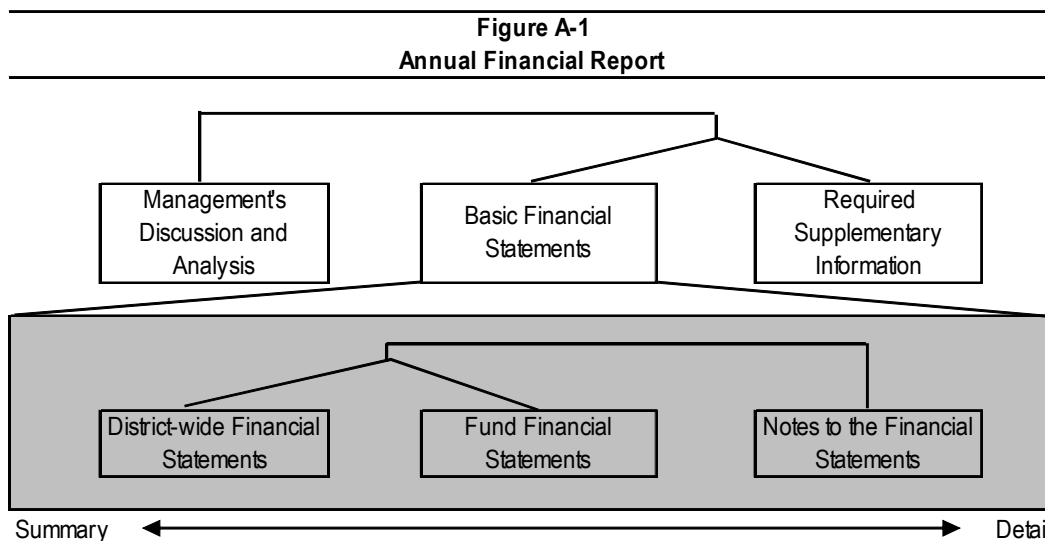 Figure A-1
Annual Financial Report
Management's
Discussion and
Analysis
Basic Financial
Statements
Required
Supplementary
Information
District-wide Financial
Statements
Fund Financial
Statements
Notes to the Financial
Statements
Summary
Detai